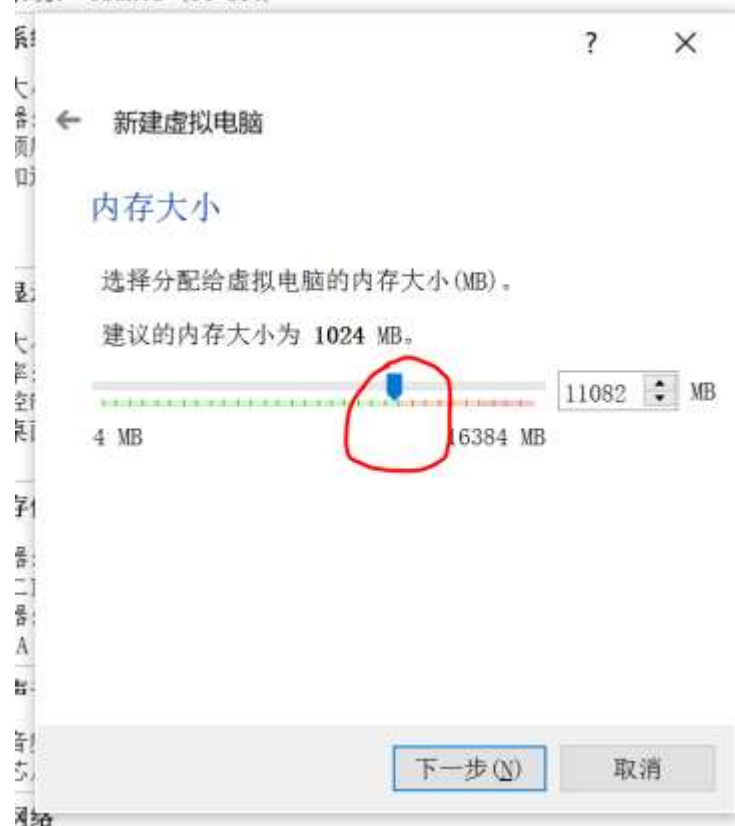 ?
新建虚拟电脑
内存大小
选择分配给虚拟电脑的内存大小(MB)。
建议的内存大小为 1024 MB。
11082 MB
4 MB 16384 MB
下一步(N) 取消
网络